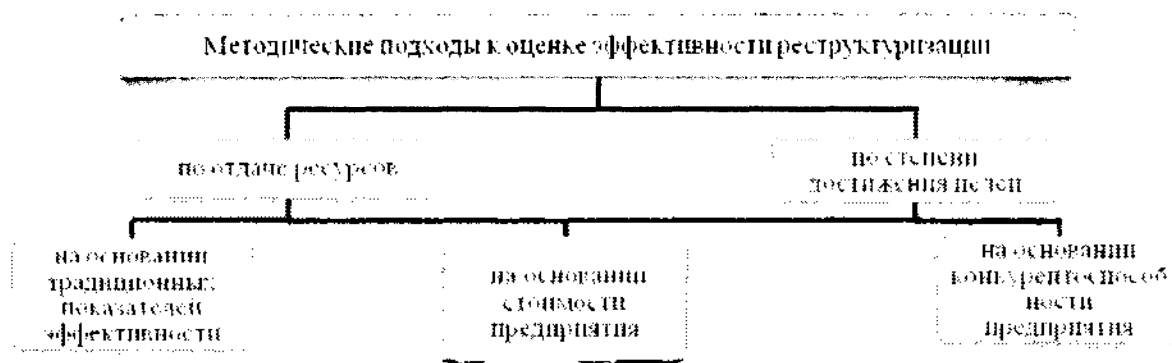 Методические подходы к оценке эффективности реструктуризации
по отдаче ресурсов
по степени
достижения целей
на основании
традиционных
показателей
эффективности
на основании
стоимости
предприятия
на основании
конкурентоспособ
ности
предприятия